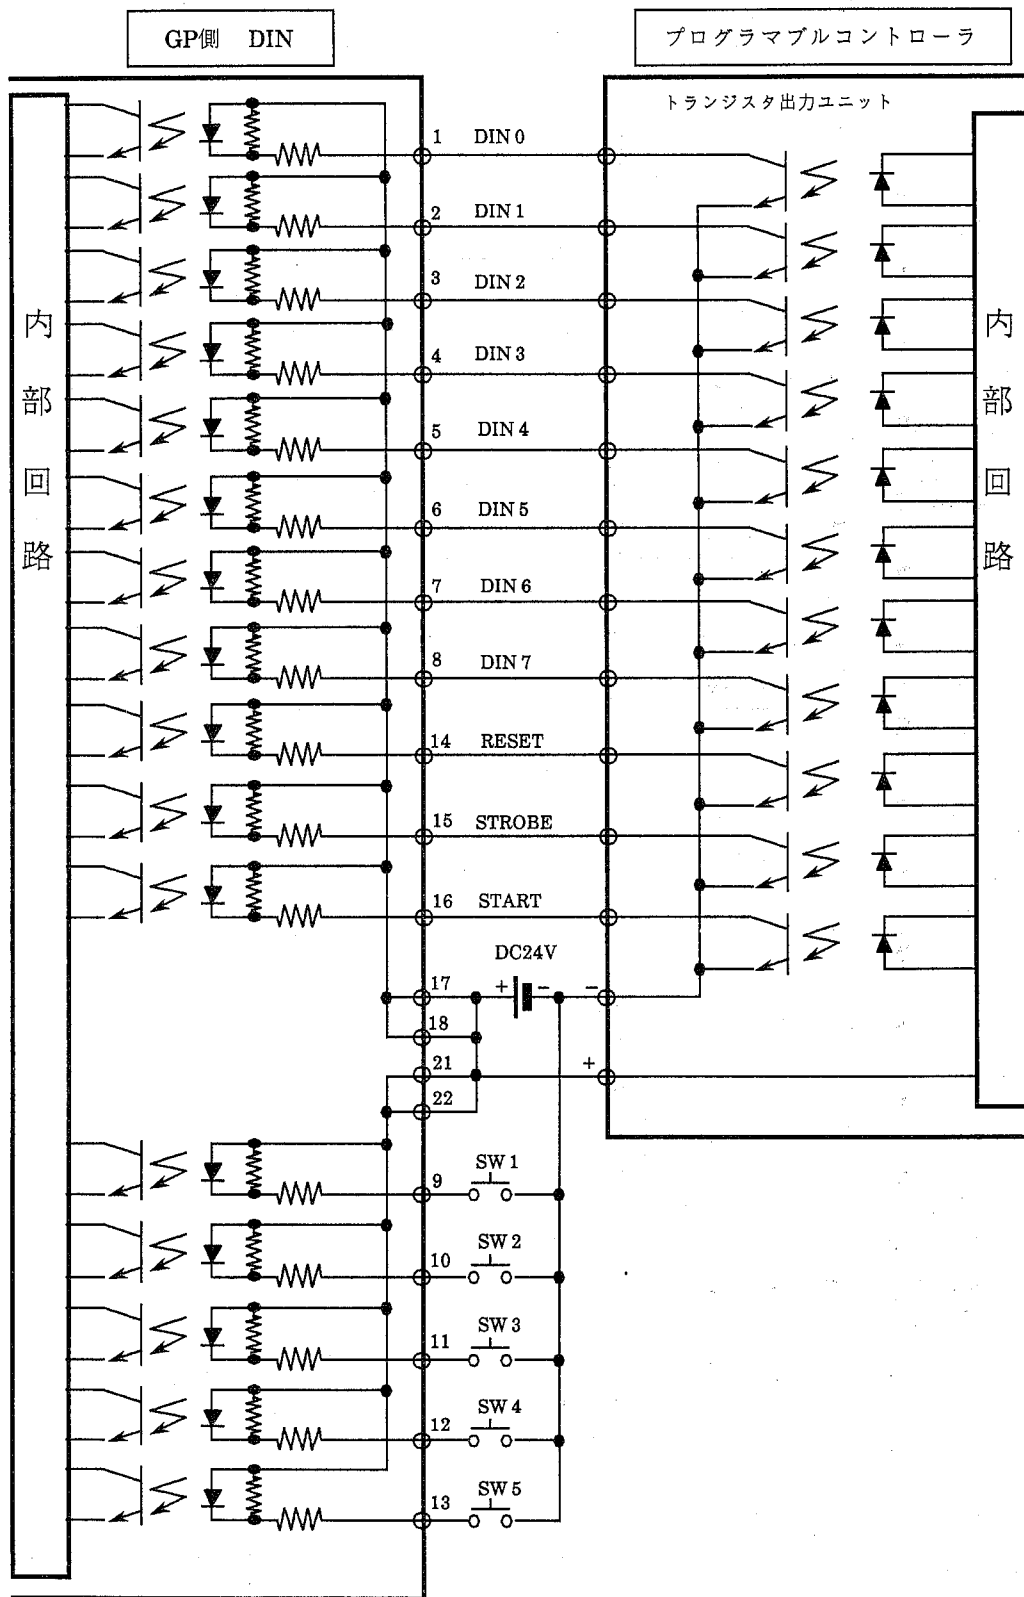 GP側 DIN
プログラマブルコントローラ
トランジスタ出力ユニット
内部回路
内部回路
1 DIN 0
2 DIN 1
3 DIN 2
4 DIN 3
5 DIN 4
6 DIN 5
7 DIN 6
8 DIN 7
14 RESET
15 STROBE
16 START
DC24V
17 + - -
18
21 +
22
SW 1
9
SW 2
10
SW 3
11
SW 4
12
SW 5
13